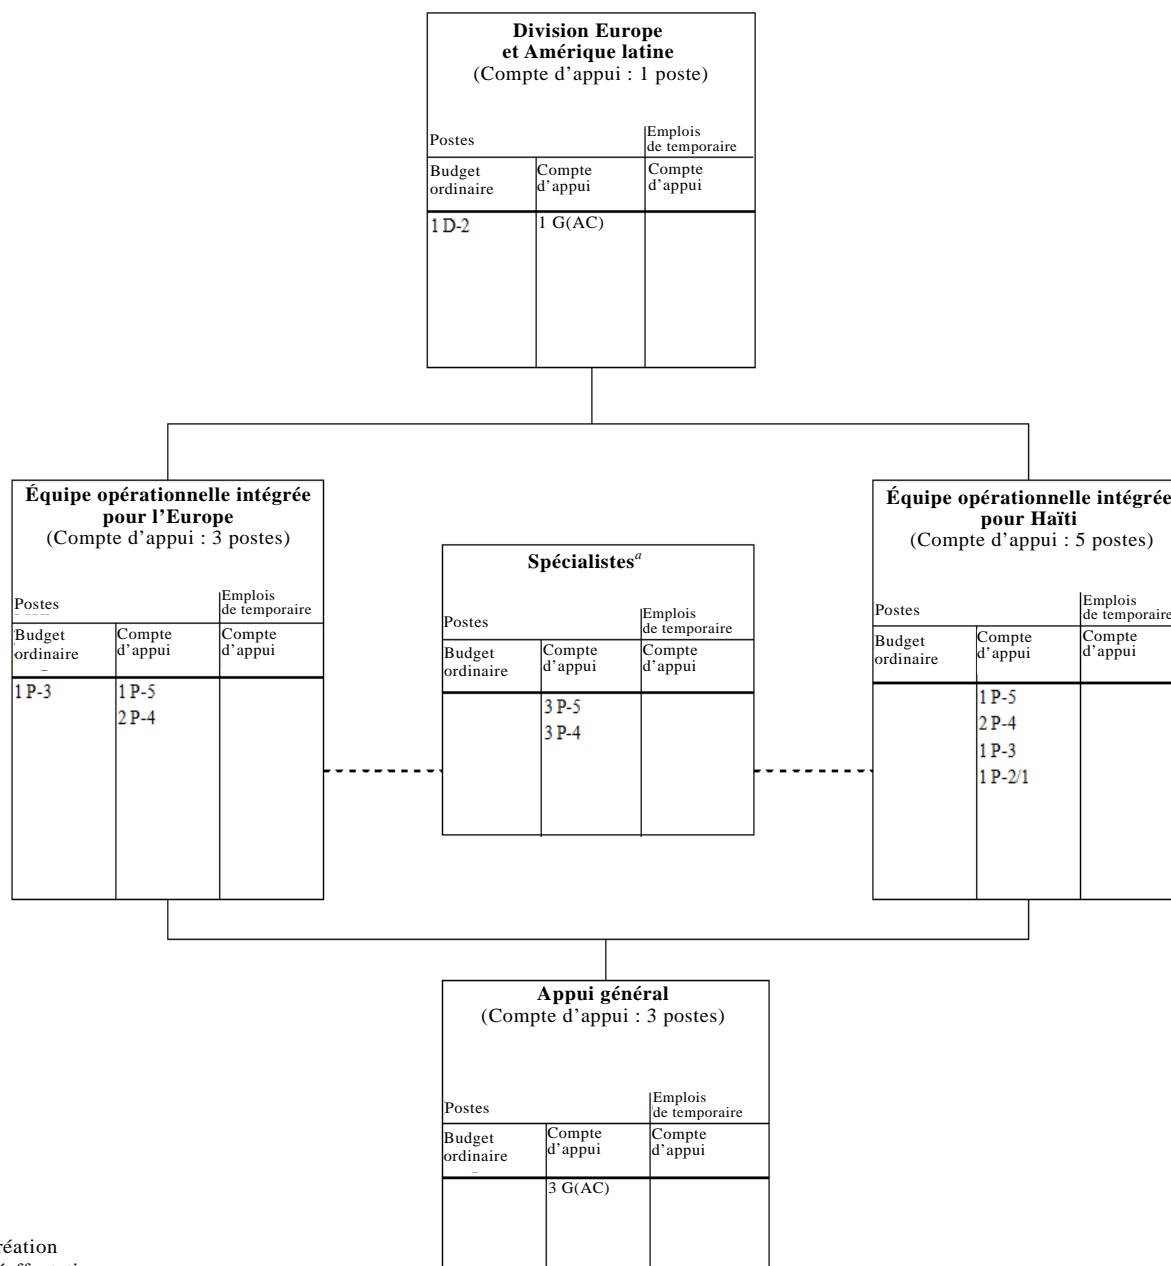 Division Europe
et Amérique latine
(Compte d'appui : 1 poste)
Postes
Emplois
de temporaire
Budget
ordinaire
Compte
d'appui
Compte
d'appui
1 D-2
1 G(AC)
Équipe opérationnelle intégrée
pour l'Europe
(Compte d'appui : 3 postes)
Postes
Emplois
de temporaire
Budget
ordinaire
Compte
d'appui
Compte
d'appui
1 P-3
1 P-5
2 P-4
Spécialistesa
Postes
Emplois
de temporaire
Budget
ordinaire
Compte
d'appui
Compte
d'appui
3 P-5
3 P-4
Équipe opérationnelle intégrée
pour Haïti
(Compte d'appui : 5 postes)
Postes
Emplois
de temporaire
Budget
ordinaire
Compte
d'appui
Compte
d'appui
1 P-5
2 P-4
1 P-3
1 P-2/1
Appui général
(Compte d'appui : 3 postes)
Postes
Emplois
de temporaire
Budget
ordinaire
Compte
d'appui
Compte
d'appui
3 G(AC)
réation